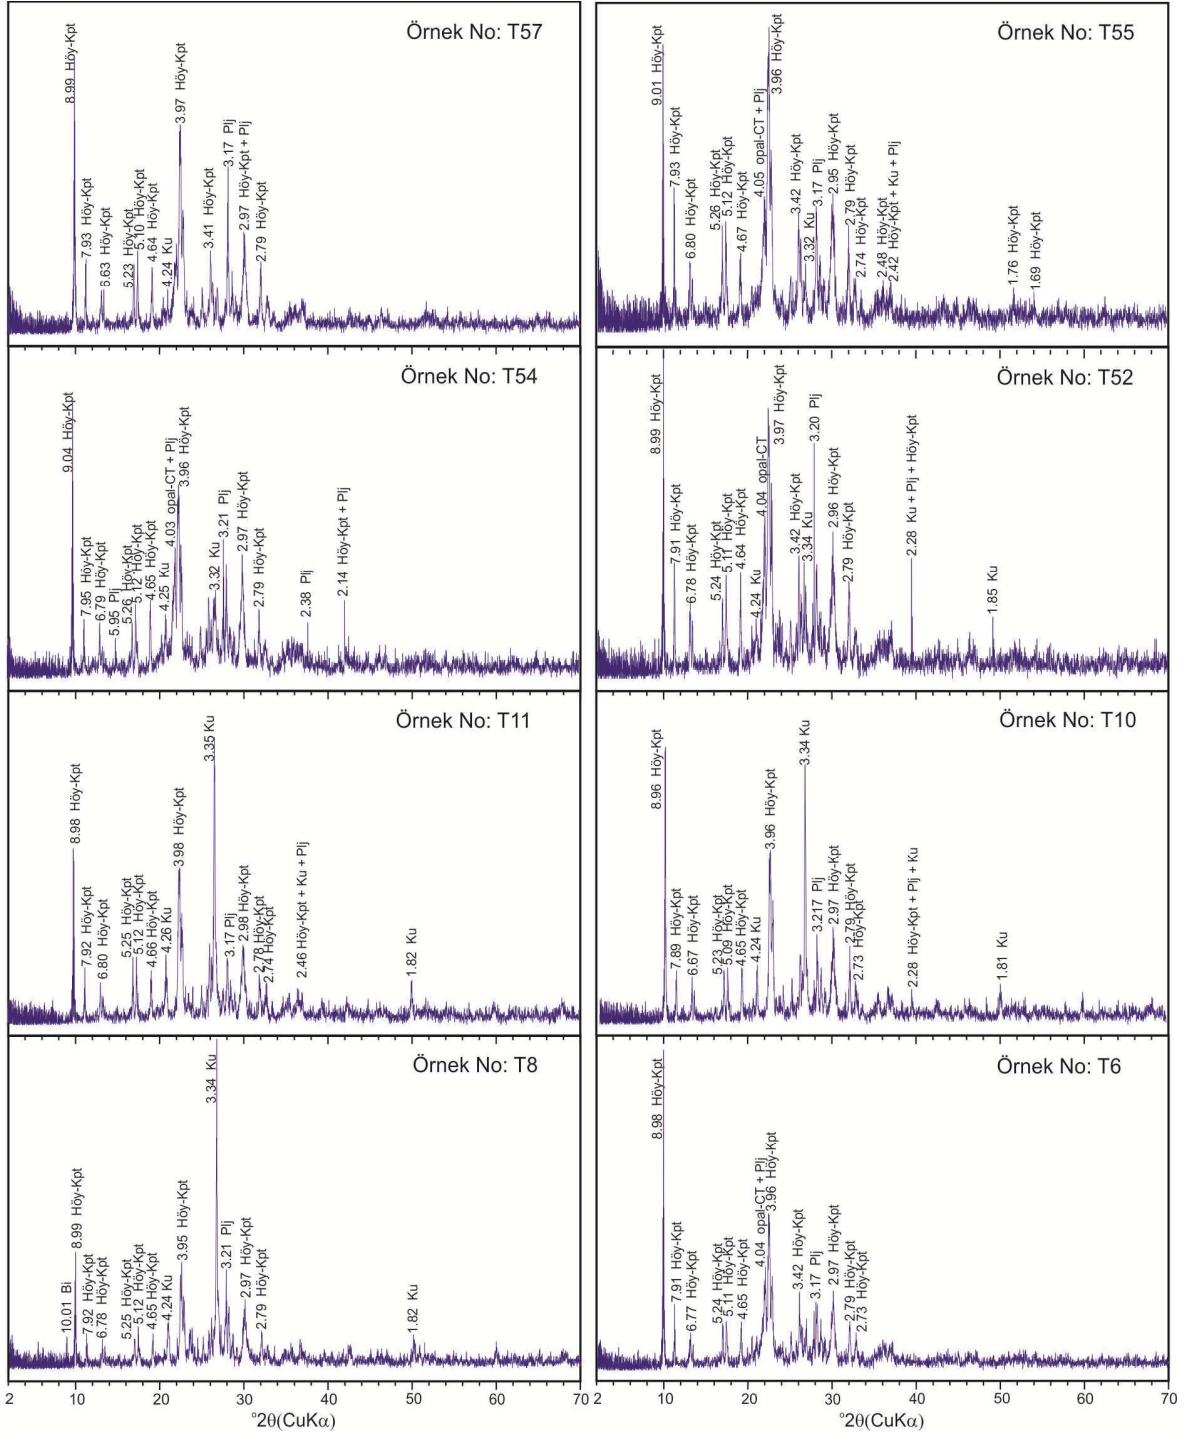 Örnek No: T57
8.99 Höy-Kpt
7.93 Höy-Kpt
6.63 Höy-Kpt
5.23 Höy-Kpt
5.10 Höy-Kpt
4.64 Höy-Kpt
4.24 Ku
3.97 Höy-Kpt
3.41 Höy-Kpt
3.17 Plj
2.97 Höy-Kpt + Plj
2.79 Höy-Kpt
Örnek No: T55
9.01 Höy-Kpt
7.93 Höy-Kpt
6.80 Höy-Kpt
5.26 Höy-Kpt
5.12 Höy-Kpt
4.67 Höy-Kpt
4.05 opal-CT + Plj
3.96 Höy-Kpt
3.42 Höy-Kpt
3.32 Ku
3.17 Plj
2.95 Höy-Kpt
2.79 Höy-Kpt
2.74 Höy-Kpt
2.48 Höy-Kpt
2.42 Höy-Kpt + Ku + Plj
1.76 Höy-Kpt
1.69 Höy-Kpt
Örnek No: T54
9.04 Höy-Kpt
7.95 Höy-Kpt
6.79 Höy-Kpt
5.95 Plj
5.26 Höy-Kpt
5.12 Höy-Kpt
4.65 Höy-Kpt
4.25 Ku
4.03 opal-CT + Plj
3.96 Höy-Kpt
3.32 Ku
3.21 Plj
2.97 Höy-Kpt
2.79 Höy-Kpt
2.38 Plj
2.14 Höy-Kpt + Plj
Örnek No: T52
8.99 Höy-Kpt
7.91 Höy-Kpt
6.78 Höy-Kpt
5.24 Höy-Kpt
5.11 Höy-Kpt
4.64 Höy-Kpt
4.24 Ku
4.04 opal-CT
3.97 Höy-Kpt
3.42 Höy-Kpt
3.34 Ku
3.20 Plj
2.96 Höy-Kpt
2.79 Höy-Kpt
2.28 Ku + Plj + Höy-Kpt
1.85 Ku
Örnek No: T11
8.98 Höy-Kpt
7.92 Höy-Kpt
6.80 Höy-Kpt
5.25 Höy-Kpt
5.12 Höy-Kpt
4.66 Höy-Kpt
4.26 Ku
3.98 Höy-Kpt
3.35 Ku
3.17 Plj
2.98 Höy-Kpt
2.78 Höy-Kpt
2.74 Höy-Kpt
2.46 Höy-Kpt + Ku + Plj
1.82 Ku
Örnek No: T10
8.96 Höy-Kpt
7.89 Höy-Kpt
6.67 Höy-Kpt
5.23 Höy-Kpt
5.09 Höy-Kpt
4.65 Höy-Kpt
4.24 Ku
3.96 Höy-Kpt
3.34 Ku
3.217 Plj
2.97 Höy-Kpt
2.79 Höy-Kpt
2.73 Höy-Kpt
2.28 Höy-Kpt + Plj + Ku
1.81 Ku
Örnek No: T8
10.01 Bi
8.99 Höy-Kpt
7.92 Höy-Kpt
6.78 Höy-Kpt
5.25 Höy-Kpt
5.12 Höy-Kpt
4.65 Höy-Kpt
4.24 Ku
3.95 Höy-Kpt
3.34 Ku
3.21 Plj
2.97 Höy-Kpt
2.79 Höy-Kpt
1.82 Ku
2 10 20 30 40 50 60 70
°2θ(CuKα)
Örnek No: T6
8.98 Höy-Kpt
7.91 Höy-Kpt
6.77 Höy-Kpt
5.24 Höy-Kpt
5.11 Höy-Kpt
4.65 Höy-Kpt
4.04 opal-CT + Plj
3.96 Höy-Kpt
3.42 Höy-Kpt
3.17 Plj
2.97 Höy-Kpt
2.79 Höy-Kpt
2.73 Höy-Kpt
2 10 20 30 40 50 60 70
°2θ(CuKα)